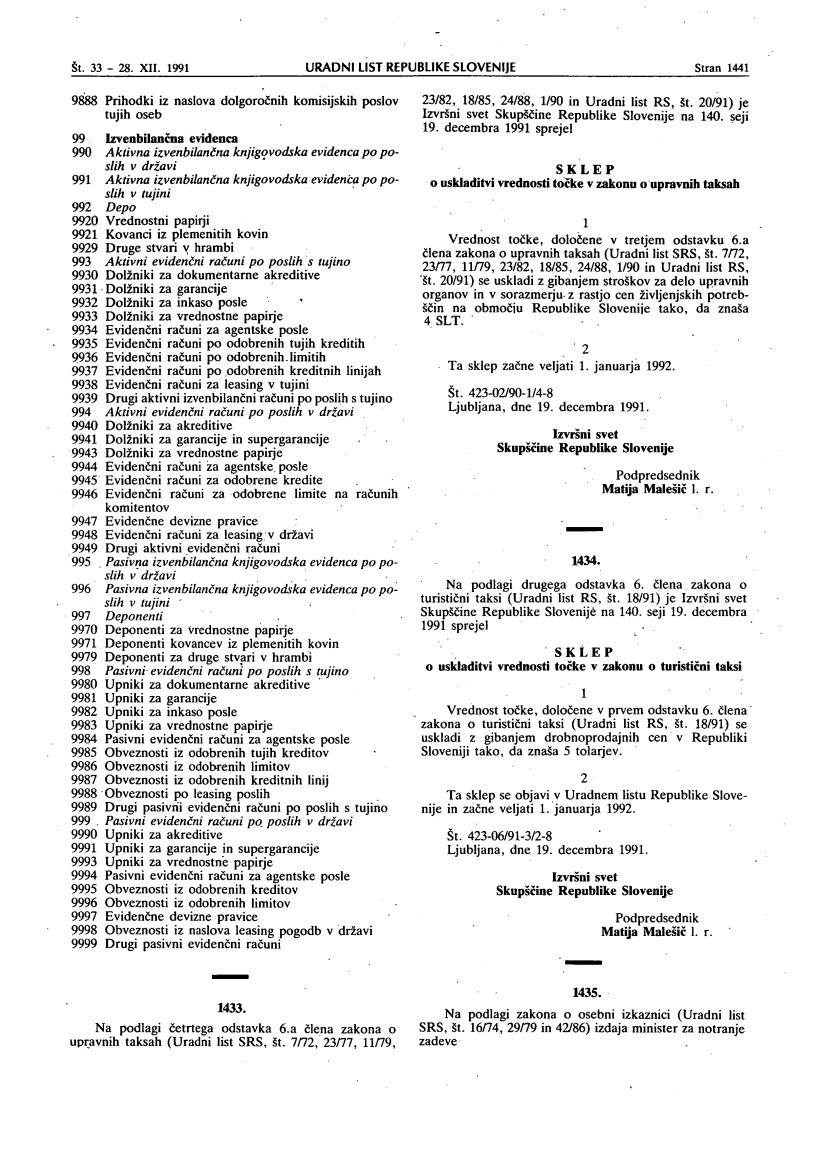 Št. 33 – 28. XII. 1991
URADNI LIST REPUBLIKE SLOVENIJE
Stran 1441
9888 Prihodki iz naslova dolgoročnih komisijskih poslov
tujih oseb
99 Izvenbilančna evidenca
990 Aktivna izvenbilančna knjigovodska evidenca po po-
slih v državi
991 Aktivna izvenbilančna knjigovodska evidenca po po-
slih v tujini
992 Depo
9920 Vrednostni papirji
9921 Kovanci iz plemenitih kovin
9929 Druge stvari v hrambi
993 Aktivni evidenčni računi po poslih s tujino
9930 Dolžniki za dokumentarne akreditive
9931 Dolžniki za garancije
9932 Dolžniki za inkaso posle
9933 Dolžniki za vrednostne papirje
9934 Evidenčni računi za agentske posle
9935 Evidenčni računi po odobrenih tujih kreditih
9936 Evidenčni računi po odobrenih limitih
9937 Evidenčni računi po odobrenih kreditnih linijah
9938 Evidenčni računi za leasing v tujini
9939 Drugi aktivni izvenbilančni računi po poslih s tujino
994 Aktivni evidenčni računi po poslih v državi
9940 Dolžniki za akreditive
9941 Dolžniki za garancije in supergarancije
9943 Dolžniki za vrednostne papirje
9944 Evidenčni računi za agentske posle
9945 Evidenčni računi za odobrene kredite
9946 Evidenčni računi za odobrene limite na računih
komitentov
9947 Evidenčne devizne pravice
9948 Evidenčni računi za leasing v državi
9949 Drugi aktivni evidenčni računi
995 Pasivna izvenbilančna knjigovodska evidenca po po-
slih v državi
996 Pasivna izvenbilančna knjigovodska evidenca po po-
slih v tujini
997 Deponenti
9970 Deponenti za vrednostne papirje
9971 Deponenti kovancev iz plemenitih kovin
9979 Deponenti za druge stvari v hrambi
998 Pasivni evidenčni računi po poslih s tujino
9980 Upniki za dokumentarne akreditive
9981 Upniki za garancije
9982 Upniki za inkaso posle
9983 Upniki za vrednostne papirje
9984 Pasivni evidenčni računi za agentske posle
9985 Obveznosti iz odobrenih tujih kreditov
9986 Obveznosti iz odobrenih limitov
9987 Obveznosti iz odobrenih kreditnih linij
9988 Obveznosti po leasing poslih
9989 Drugi pasivni evidenčni računi po poslih s tujino
999 Pasivni evidenčni računi po poslih v državi
9990 Upniki za akreditive
9991 Upniki za garancije in supergarancije
9993 Upniki za vrednostne papirje
9994 Pasivni evidenčni računi za agentske posle
9995 Obveznosti iz odobrenih kreditov
9996 Obveznosti iz odobrenih limitov
9997 Evidenčne devizne pravice
9998 Obveznosti iz naslova leasing pogodb v državi
9999 Drugi pasivni evidenčni računi
1433.
Na podlagi četrtega odstavka 6.a člena zakona o
upravnih taksah (Uradni list SRS, št. 7/72, 23/77, 11/79,
23/82, 18/85, 24/88, 1/90 in Uradni list RS, št. 20/91) je
Izvršni svet Skupščine Republike Slovenije na 140. seji
19. decembra 1991 sprejel
SKLEP
o uskladitvi vrednosti točke v zakonu o upravnih taksah
1
Vrednost točke, določene v tretjem odstavku 6.a
člena zakona o upravnih taksah (Uradni list SRS, št. 7/72,
23/77, 11/79, 23/82, 18/85, 24/88, 1/90 in Uradni list RS,
št. 20/91) se uskladi z gibanjem stroškov za delo upravnih
organov in v sorazmerju z rastjo cen življenjskih potreb-
ščin na območju Republike Slovenije tako, da znaša
4 SLT.
2
Ta sklep začne veljati 1. januarja 1992.
Št. 423-02/90-1/4-8
Ljubljana, dne 19. decembra 1991.
Izvršni svet
Skupščine Republike Slovenije
Podpredsednik
Matija Malešič l. r.
1434.
Na podlagi drugega odstavka 6. člena zakona o
turistični taksi (Uradni list RS, št. 18/91) je Izvršni svet
Skupščine Republike Slovenije na 140. seji 19. decembra
1991 sprejel
SKLEP
o uskladitvi vrednosti točke v zakonu o turistični taksi
1
Vrednost točke, določene v prvem odstavku 6. člena
zakona o turistični taksi (Uradni list RS, št. 18/91) se
uskladi z gibanjem drobnoprodajnih cen v Republiki
Sloveniji tako, da znaša 5 tolarjev.
2
Ta sklep se objavi v Uradnem listu Republike Slove-
nije in začne veljati 1. januarja 1992.
Št. 423-06/91-3/2-8
Ljubljana, dne 19. decembra 1991.
Izvršni svet
Skupščine Republike Slovenije
Podpredsednik
Matija Malešič l. r.
1435.
Na podlagi zakona o osebni izkaznici (Uradni list
SRS, št. 16/74, 29/79 in 42/86) izdaja minister za notranje
zadeve